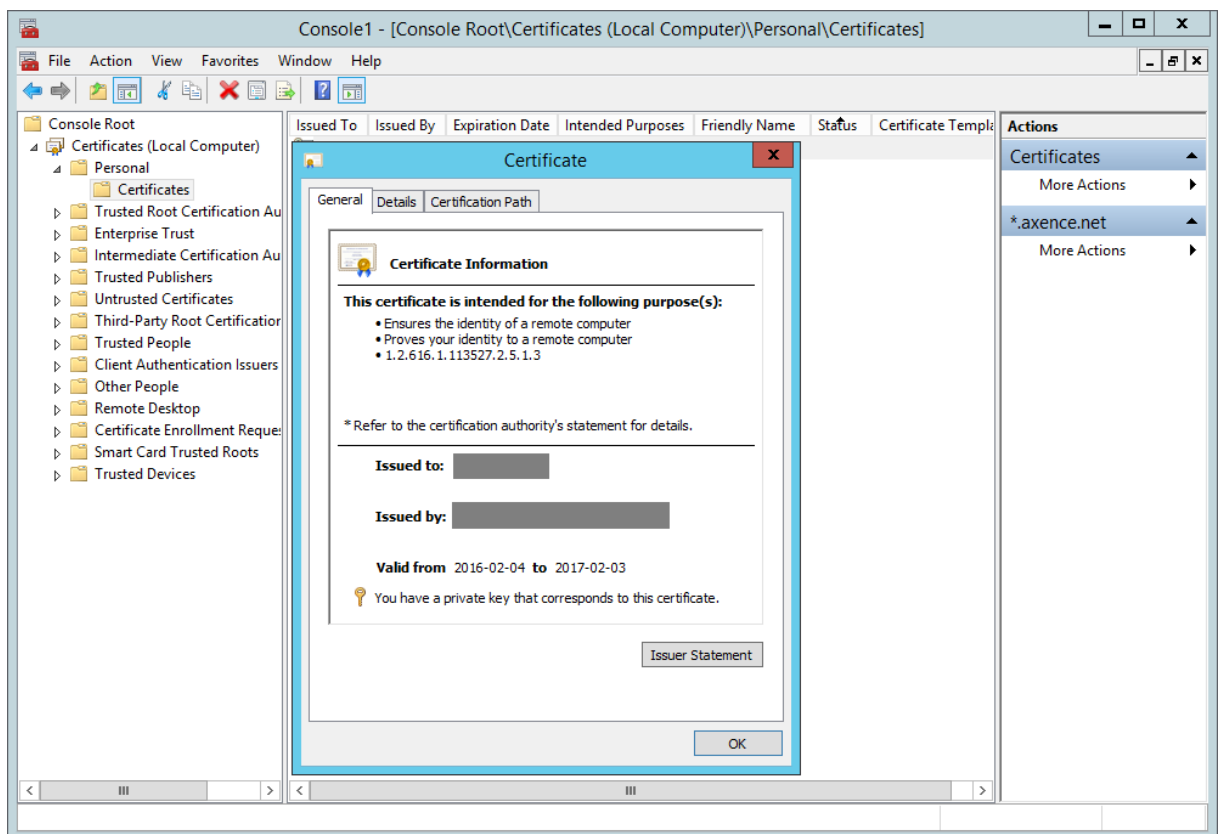 Console1 - [Console Root\Certificates (Local Computer)\Personal\Certificates]
File Action View Favorites Window Help
Console Root
Certificates (Local Computer)
Personal
Certificates
Trusted Root Certification Au
Enterprise Trust
Intermediate Certification Au
Trusted Publishers
Untrusted Certificates
Third-Party Root Certification
Trusted People
Client Authentication Issuers
Other People
Remote Desktop
Certificate Enrollment Reques
Smart Card Trusted Roots
Trusted Devices
Issued To Issued By Expiration Date Intended Purposes Friendly Name Status Certificate Templa
Certificate
General Details Certification Path
Certificate Information
This certificate is intended for the following purpose(s):
• Ensures the identity of a remote computer
• Proves your identity to a remote computer
• 1.2.616.1.113527.2.5.1.3
* Refer to the certification authority's statement for details.
Issued to:
Issued by:
Valid from 2016-02-04 to 2017-02-03
You have a private key that corresponds to this certificate.
Issuer Statement
OK
Actions
Certificates
More Actions
*.axence.net
More Actions